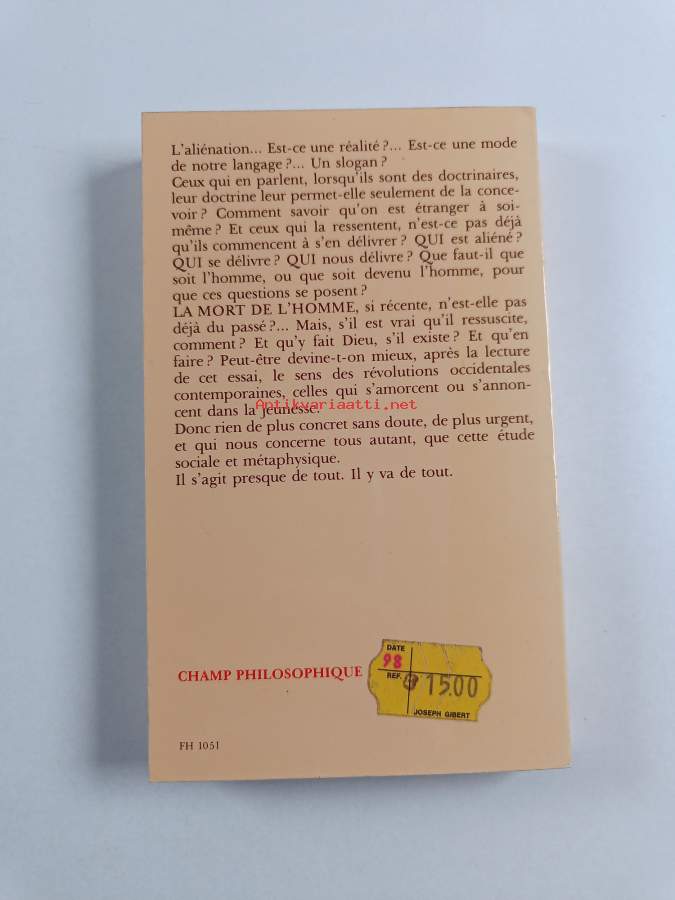 L'aliénation... Est-ce une réalité ?... Est-ce une mode
de notre langage ?... Un slogan ?
Ceux qui en parlent, lorsqu'ils sont des doctrinaires,
leur doctrine leur permet-elle seulement de la conce-
voir ? Comment savoir qu'on est étranger à soi-
même ? Et ceux qui la ressentent, n'est-ce pas déjà
qu'ils commencent à s'en délivrer ? QUI est aliéné ?
QUI se délivre ? QUI nous délivre ? Que faut-il que
soit l'homme, ou que soit devenu l'homme, pour
que ces questions se posent ?
LA MORT DE L'HOMME, si récente, n'est-elle pas
déjà du passé ?... Mais, s'il est vrai qu'il ressuscite,
comment ? Et qu'y fait Dieu, s'il existe ? Et qu'en
faire ? Peut-être devine-t-on mieux, après la lecture
de cet essai, le sens des révolutions occidentales
contemporaines, celles qui s'amorcent ou s'annon-
cent dans la jeunesse.
Antikvariaatti.net
Donc rien de plus concret sans doute, de plus urgent,
et qui nous concerne tous autant, que cette étude
sociale et métaphysique.
Il s'agit presque de tout. Il y va de tout.
CHAMP PHILOSOPHIQUE
DATE
98
REF.
15.00
JOSEPH GIBERT
FH 1051